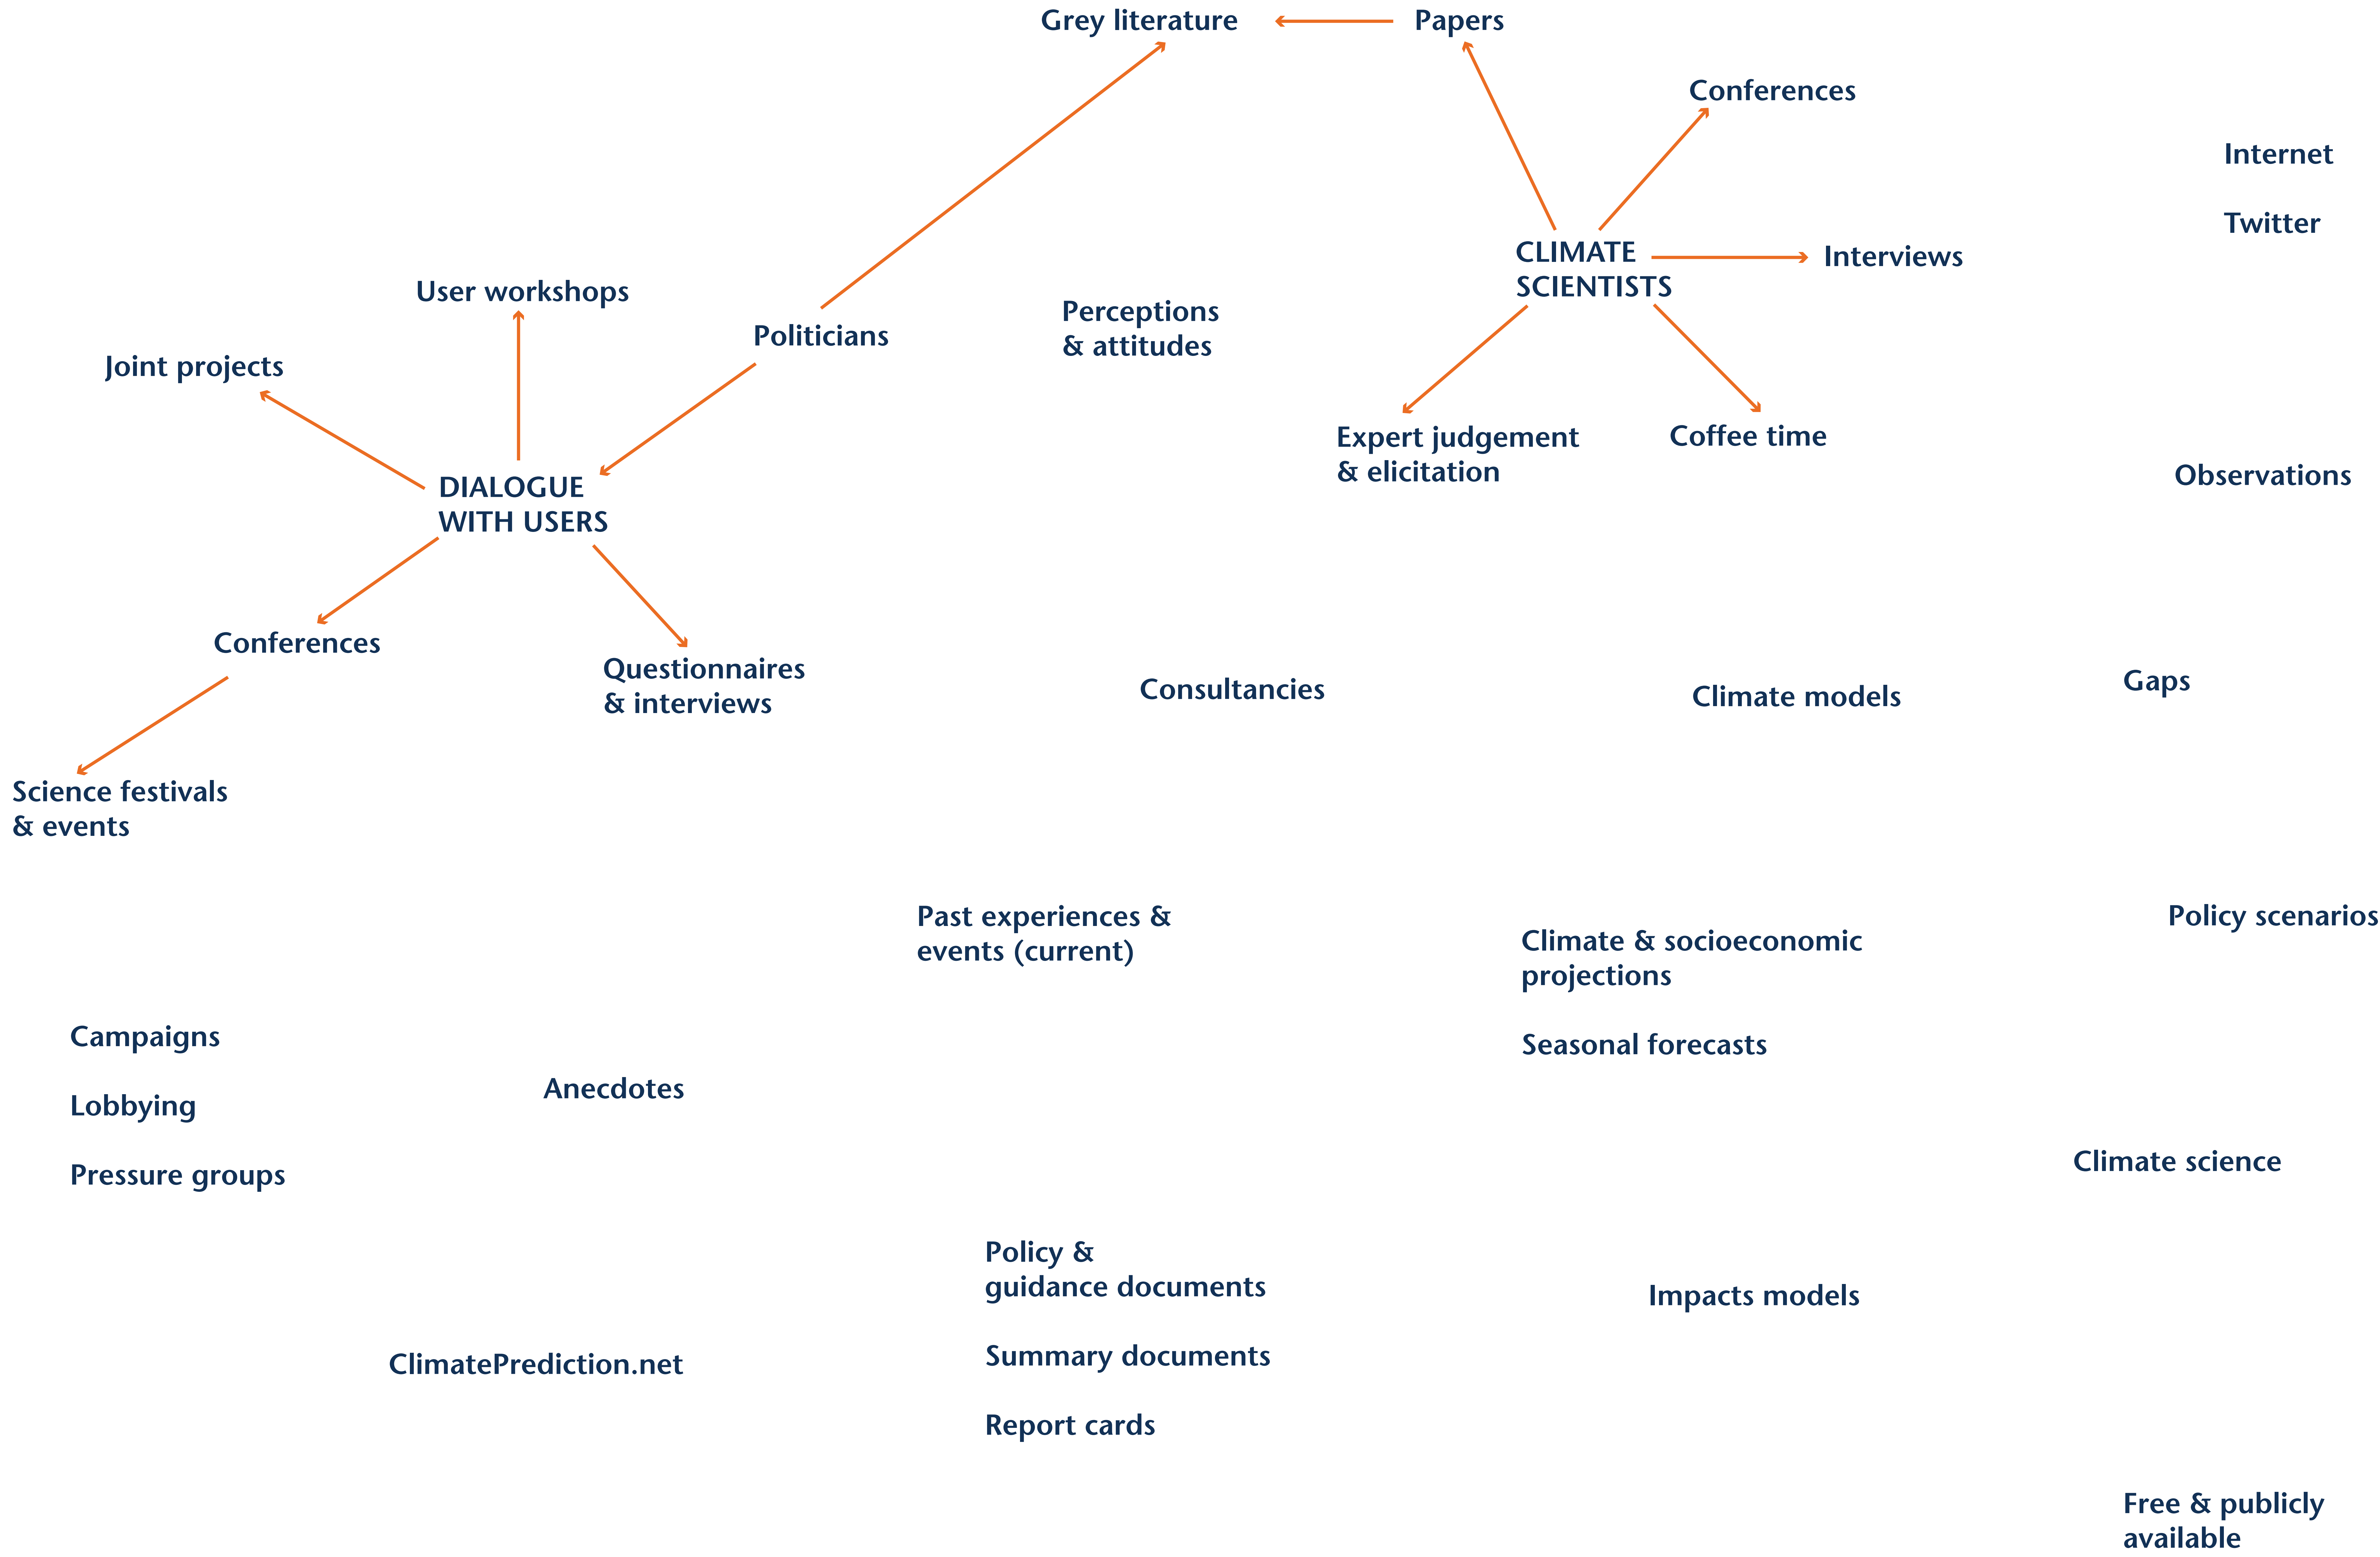 Grey literature
Papers
Conferences
Internet
Twitter
CLIMATE
SCIENTISTS
Interviews
User workshops
Politicians
Perceptions
& attitudes
Joint projects
Expert judgement
& elicitation
Coffee time
Observations
DIALOGUE
WITH USERS
Conferences
Questionnaires
& interviews
Consultancies
Climate models
Gaps
Science festivals
& events
Past experiences &
events (current)
Climate & socioeconomic
projections
Seasonal forecasts
Policy scenarios
Campaigns
Lobbying
Pressure groups
Anecdotes
Climate science
Policy &
guidance documents
Summary documents
Report cards
Impacts models
ClimatePrediction.net
Free & publicly
available